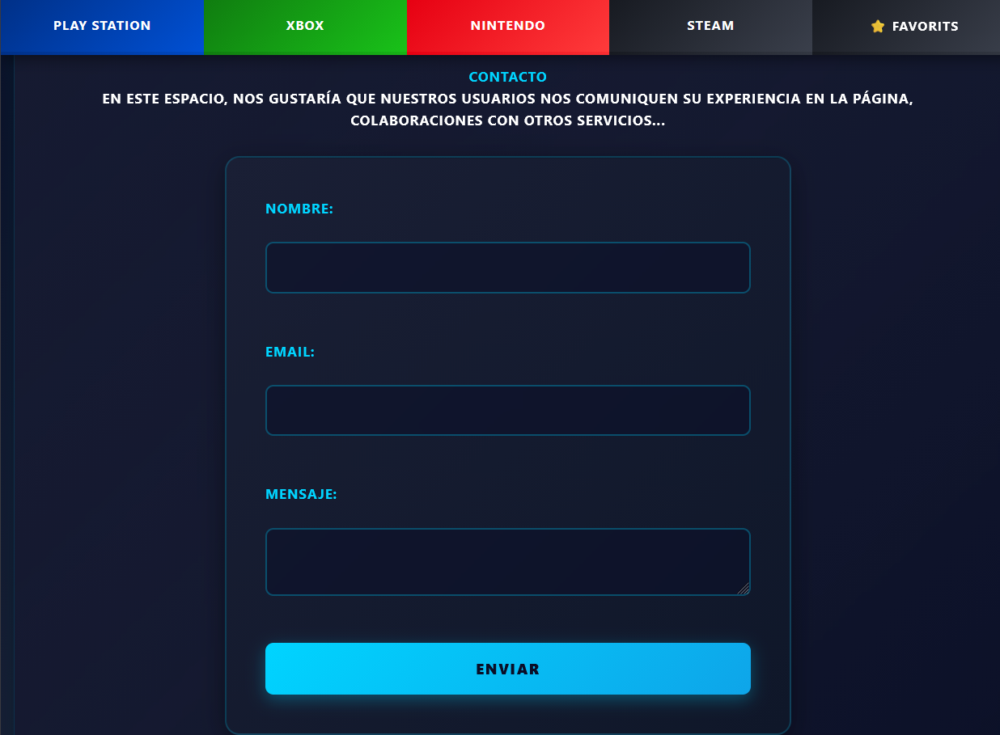 PLAY STATION
XBOX
NINTENDO
STEAM
FAVORITS
CONTACTO
EN ESTE ESPACIO, NOS GUSTARÍA QUE NUESTROS USUARIOS NOS COMUNIQUEN SU EXPERIENCIA EN LA PÁGINA,
COLABORACIONES CON OTROS SERVICIOS...
NOMBRE:
EMAIL:
MENSAJE:
ENVIAR